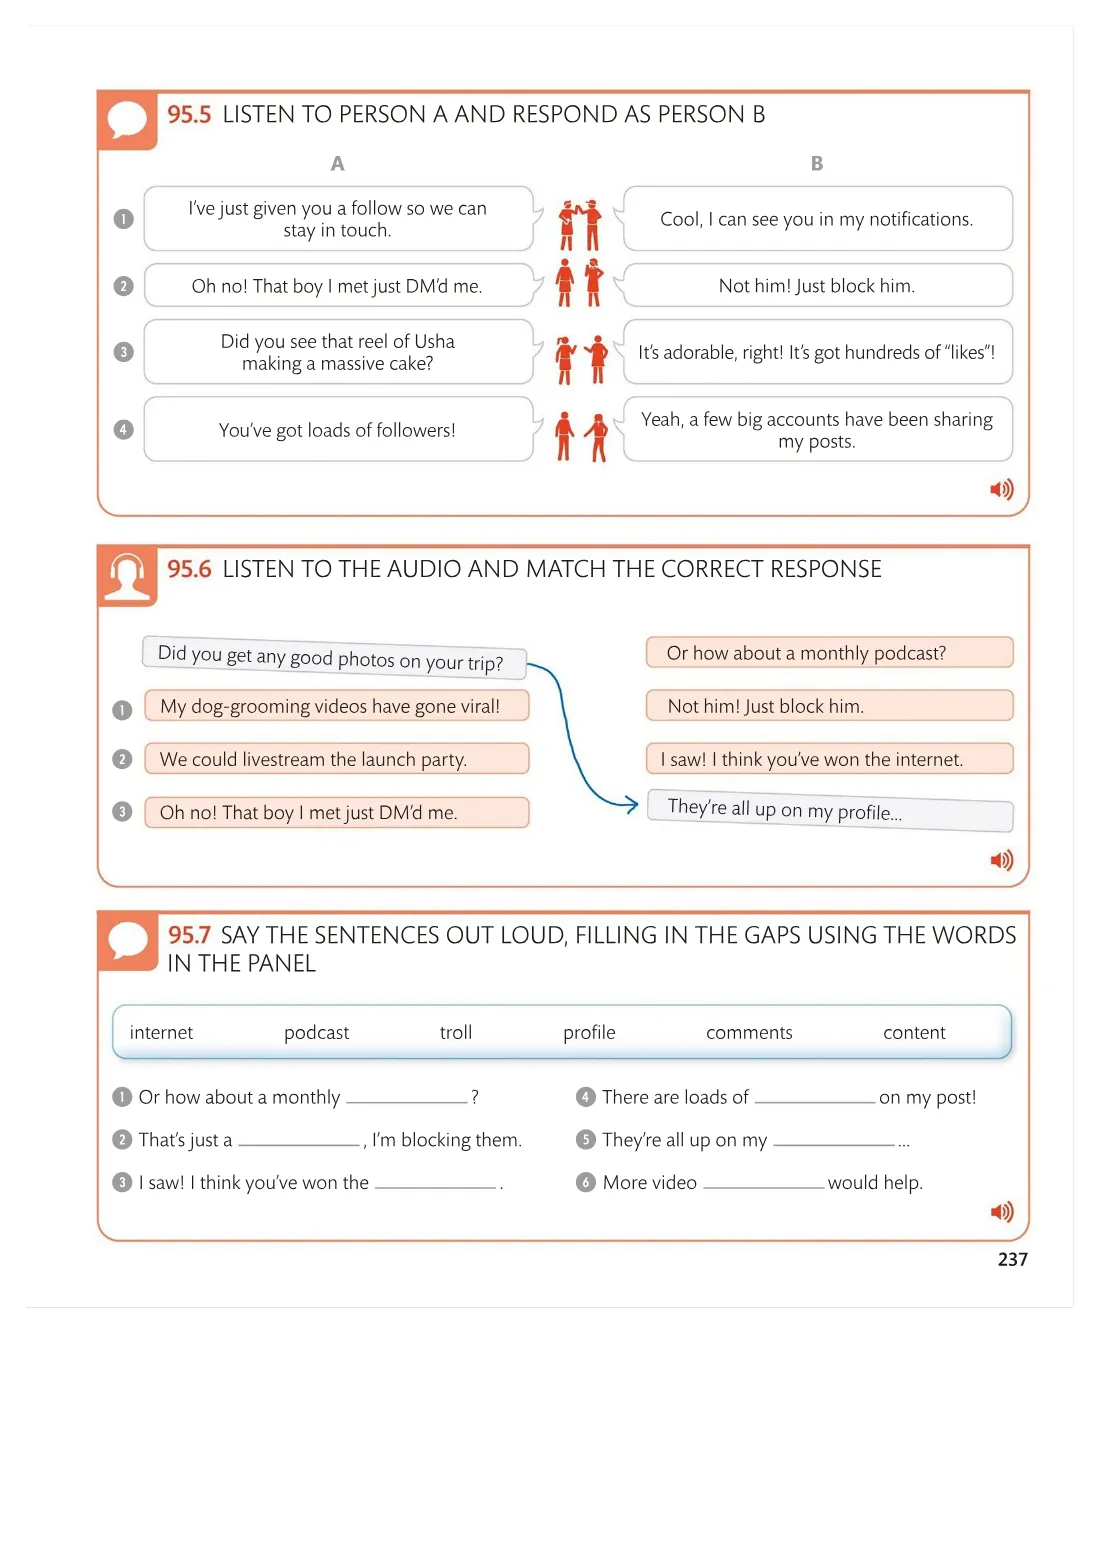 95.5 LISTEN TO PERSON A AND RESPOND AS PERSON B
A
B
1
I've just given you a follow so we can
stay in touch.
Cool, I can see you in my notifications.
2
Oh no! That boy I met just DM'd me.
Not him! Just block him.
3
Did you see that reel of Usha
making a massive cake?
It's adorable, right! It's got hundreds of "likes"!
4
You've got loads of followers!
Yeah, a few big accounts have been sharing
my posts.
95.6 LISTEN TO THE AUDIO AND MATCH THE CORRECT RESPONSE
Did you get any good photos on your trip?
Or how about a monthly podcast?
1 My dog-grooming videos have gone viral!
Not him! Just block him.
2 We could livestream the launch party.
I saw! I think you've won the internet.
3 Oh no! That boy I met just DM'd me.
They're all up on my profile...
95.7 SAY THE SENTENCES OUT LOUD, FILLING IN THE GAPS USING THE WORDS
IN THE PANEL
internet podcast troll profile comments content
1 Or how about a monthly ____________ ?
2 That's just a ____________ , I'm blocking them.
3 I saw! I think you've won the ____________ .
4 There are loads of ____________ on my post!
5 They're all up on my ____________ ...
6 More video ____________ would help.
237